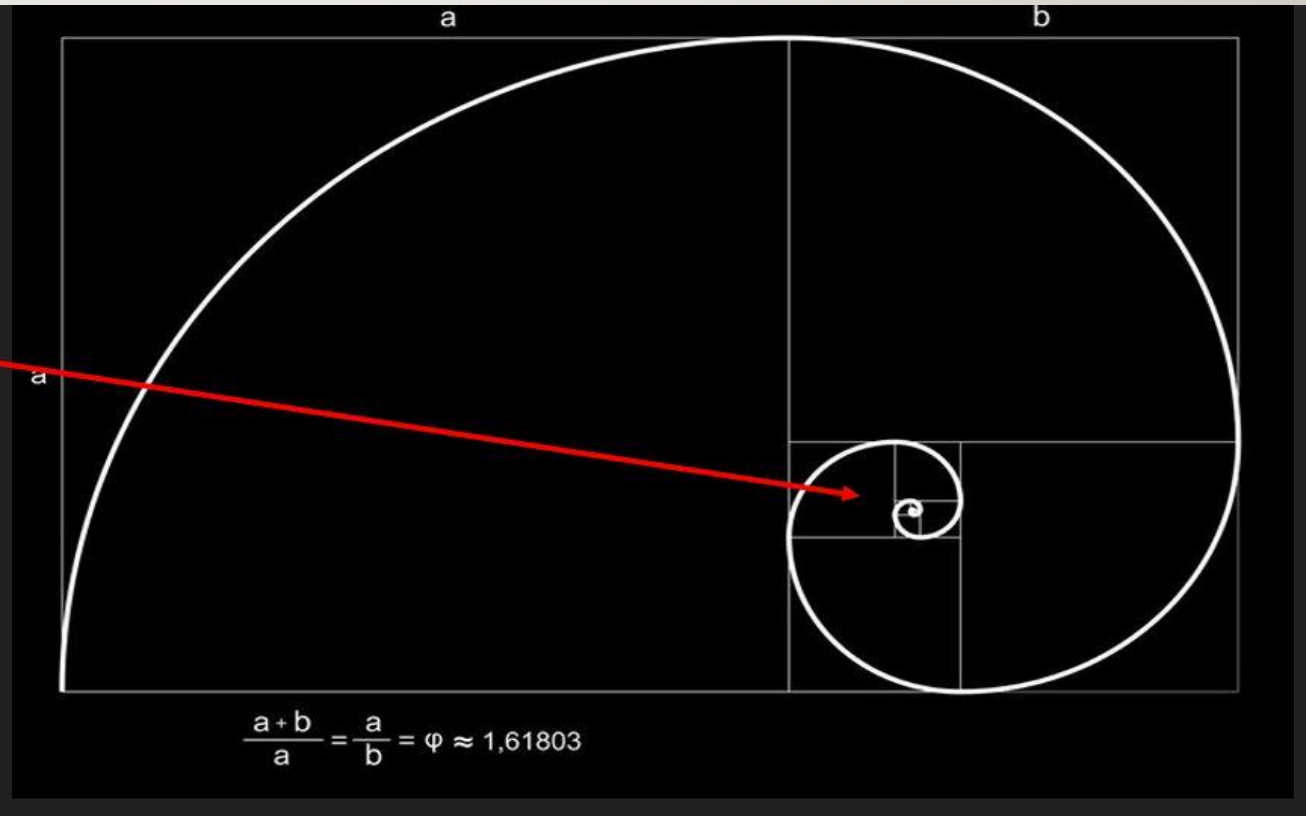 a b
a
a + b / a = a / b = φ ≈ 1,61803